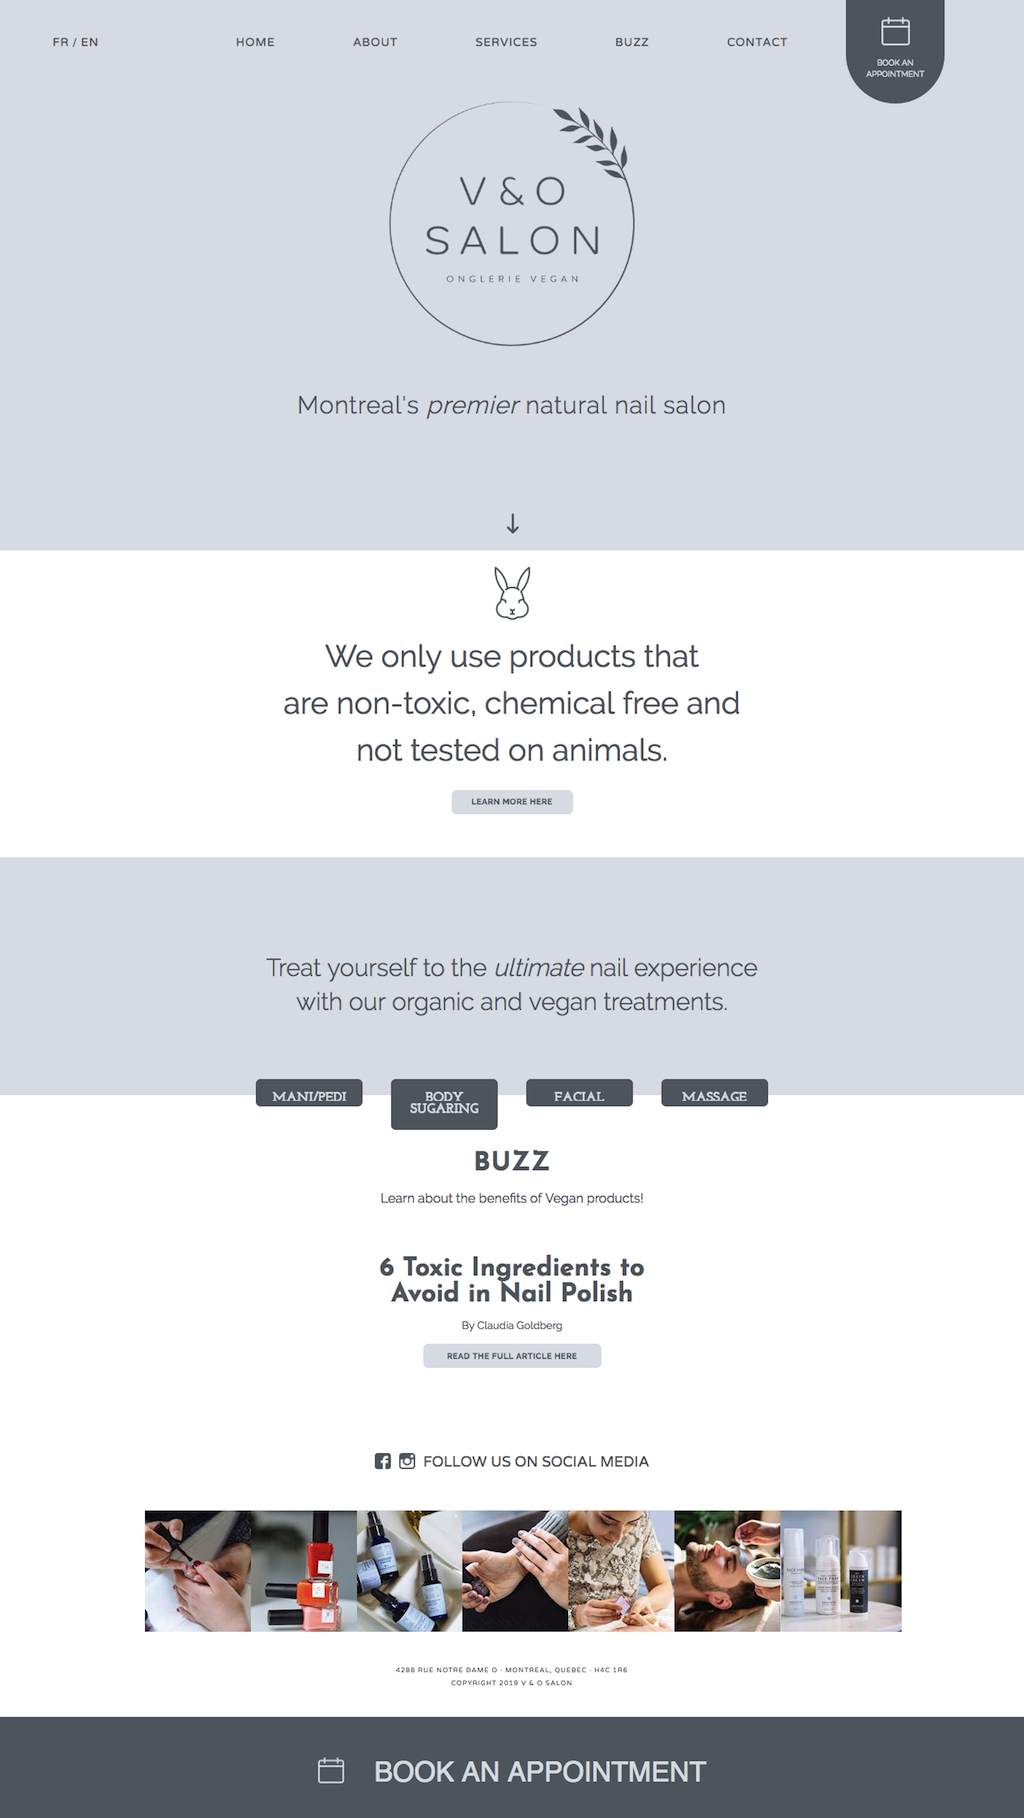 FR / EN
HOME
ABOUT
SERVICES
BUZZ
CONTACT
BOOK AN
APPOINTMENT
V & O
SALON
ONGLERIE VEGAN
Montreal's premier natural nail salon
We only use products that
are non-toxic, chemical free and
not tested on animals.
LEARN MORE HERE
Treat yourself to the ultimate nail experience
with our organic and vegan treatments.
MANI/PEDI
BODY
SUGARING
FACIAL
MASSAGE
BUZZ
Learn about the benefits of Vegan products!
6 Toxic Ingredients to
Avoid in Nail Polish
By Claudia Goldberg
READ THE FULL ARTICLE HERE
FOLLOW US ON SOCIAL MEDIA
4288 RUE NOTRE DAME O · MONTREAL, QUEBEC · H4C 1R6
COPYRIGHT 2019 V & O SALON
BOOK AN APPOINTMENT